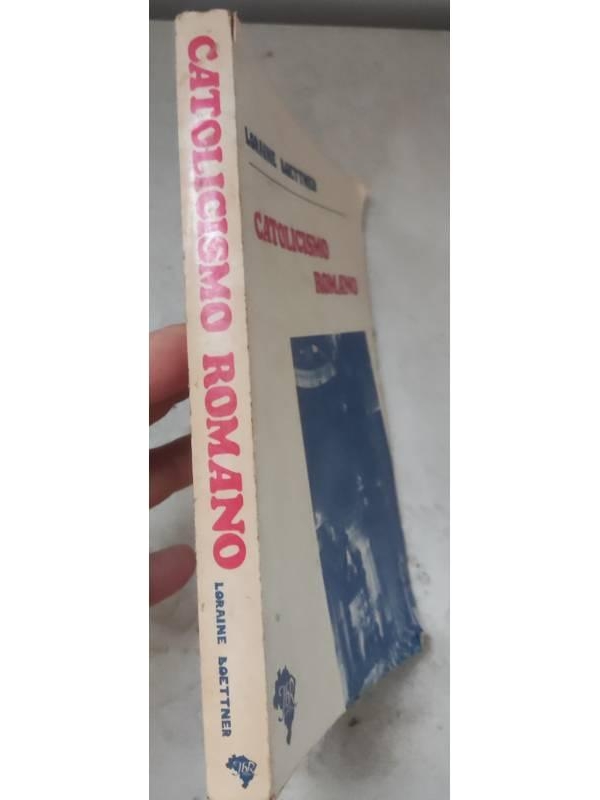 CATOLICISMO ROMANO
LORAINE BOETTNER
LORAINE BOETTNER
CATOLICISMO
ROMANO